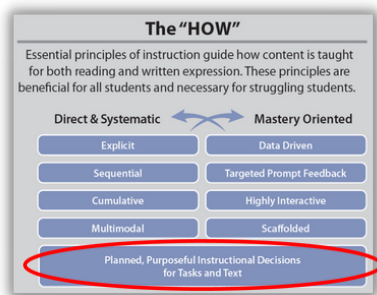 The "HOW"
Essential principles of instruction guide how content is taught
for both reading and written expression. These principles are
beneficial for all students and necessary for struggling students.
Direct & Systematic
Mastery Oriented
Explicit
Data Driven
Sequential
Targeted Prompt Feedback
Cumulative
Highly Interactive
Multimodal
Scaffolded
Planned, Purposeful Instructional Decisions
for Tasks and Text